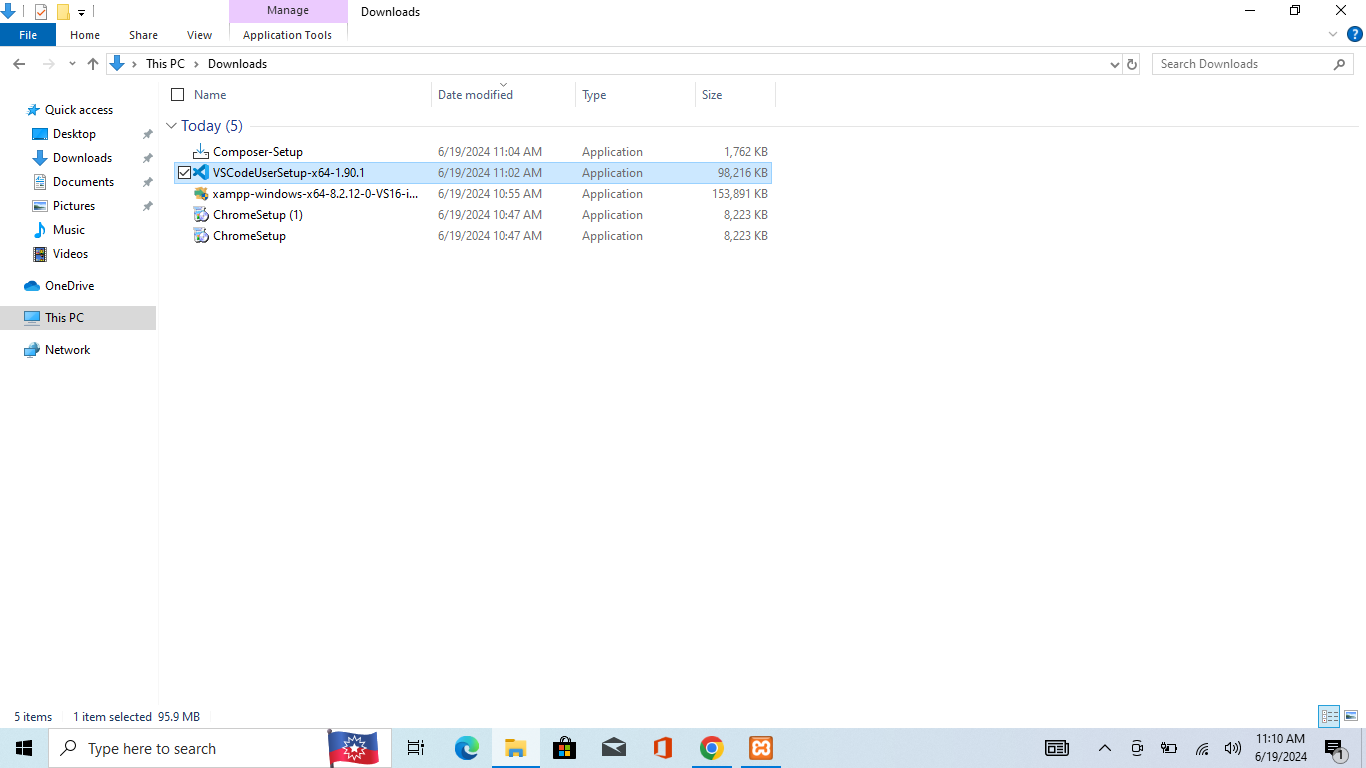 Manage
Downloads
File
Home
Share
View
Application Tools
?
This PC
Downloads
Search Downloads
Name
Date modified
Type
Size
Quick access
Desktop
Downloads
Documents
Pictures
Music
Videos
OneDrive
This PC
Network
Today (5)
Composer-Setup 6/19/2024 11:04 AM Application 1,762 KB
VSCodeUserSetup-x64-1.90.1 6/19/2024 11:02 AM Application 98,216 KB
xampp-windows-x64-8.2.12-0-VS16-i... 6/19/2024 10:55 AM Application 153,891 KB
ChromeSetup (1) 6/19/2024 10:47 AM Application 8,223 KB
ChromeSetup 6/19/2024 10:47 AM Application 8,223 KB
5 items
1 item selected 95.9 MB
Type here to search
11:10 AM
6/19/2024
1